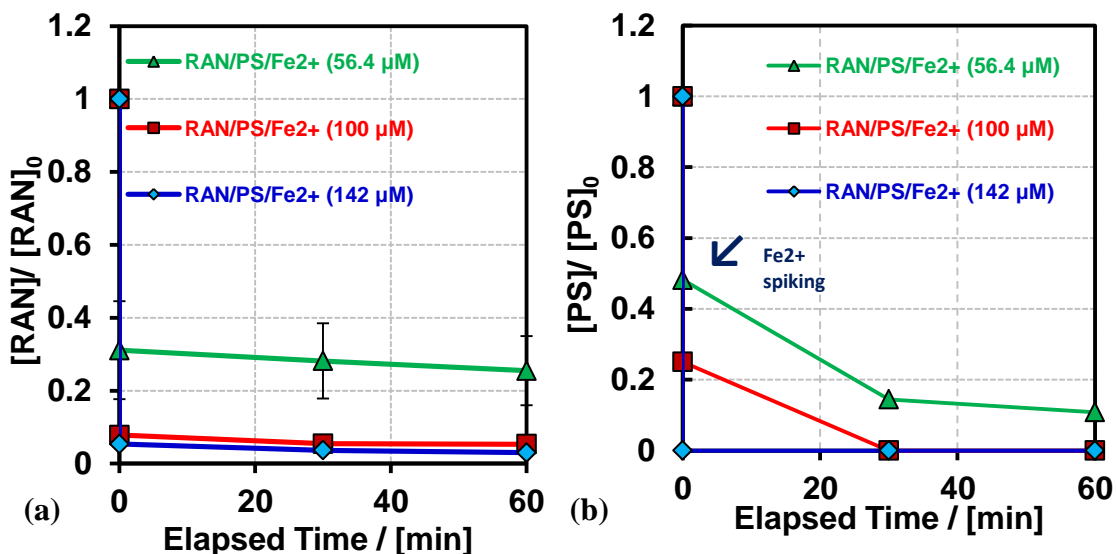 1.2
1
0.8
0.6
0.4
0.2
0
0
20
40
60
RAN/PS/Fe2+ (56.4 µM)
RAN/PS/Fe2+ (100 µM)
RAN/PS/Fe2+ (142 µM)
[RAN]/ [RAN]0
Elapsed Time / [min]
(a)
1.2
1
0.8
0.6
0.4
0.2
0
0
20
40
60
RAN/PS/Fe2+ (56.4 µM)
RAN/PS/Fe2+ (100 µM)
RAN/PS/Fe2+ (142 µM)
Fe2+
spiking
[PS]/ [PS]0
Elapsed Time / [min]
(b)